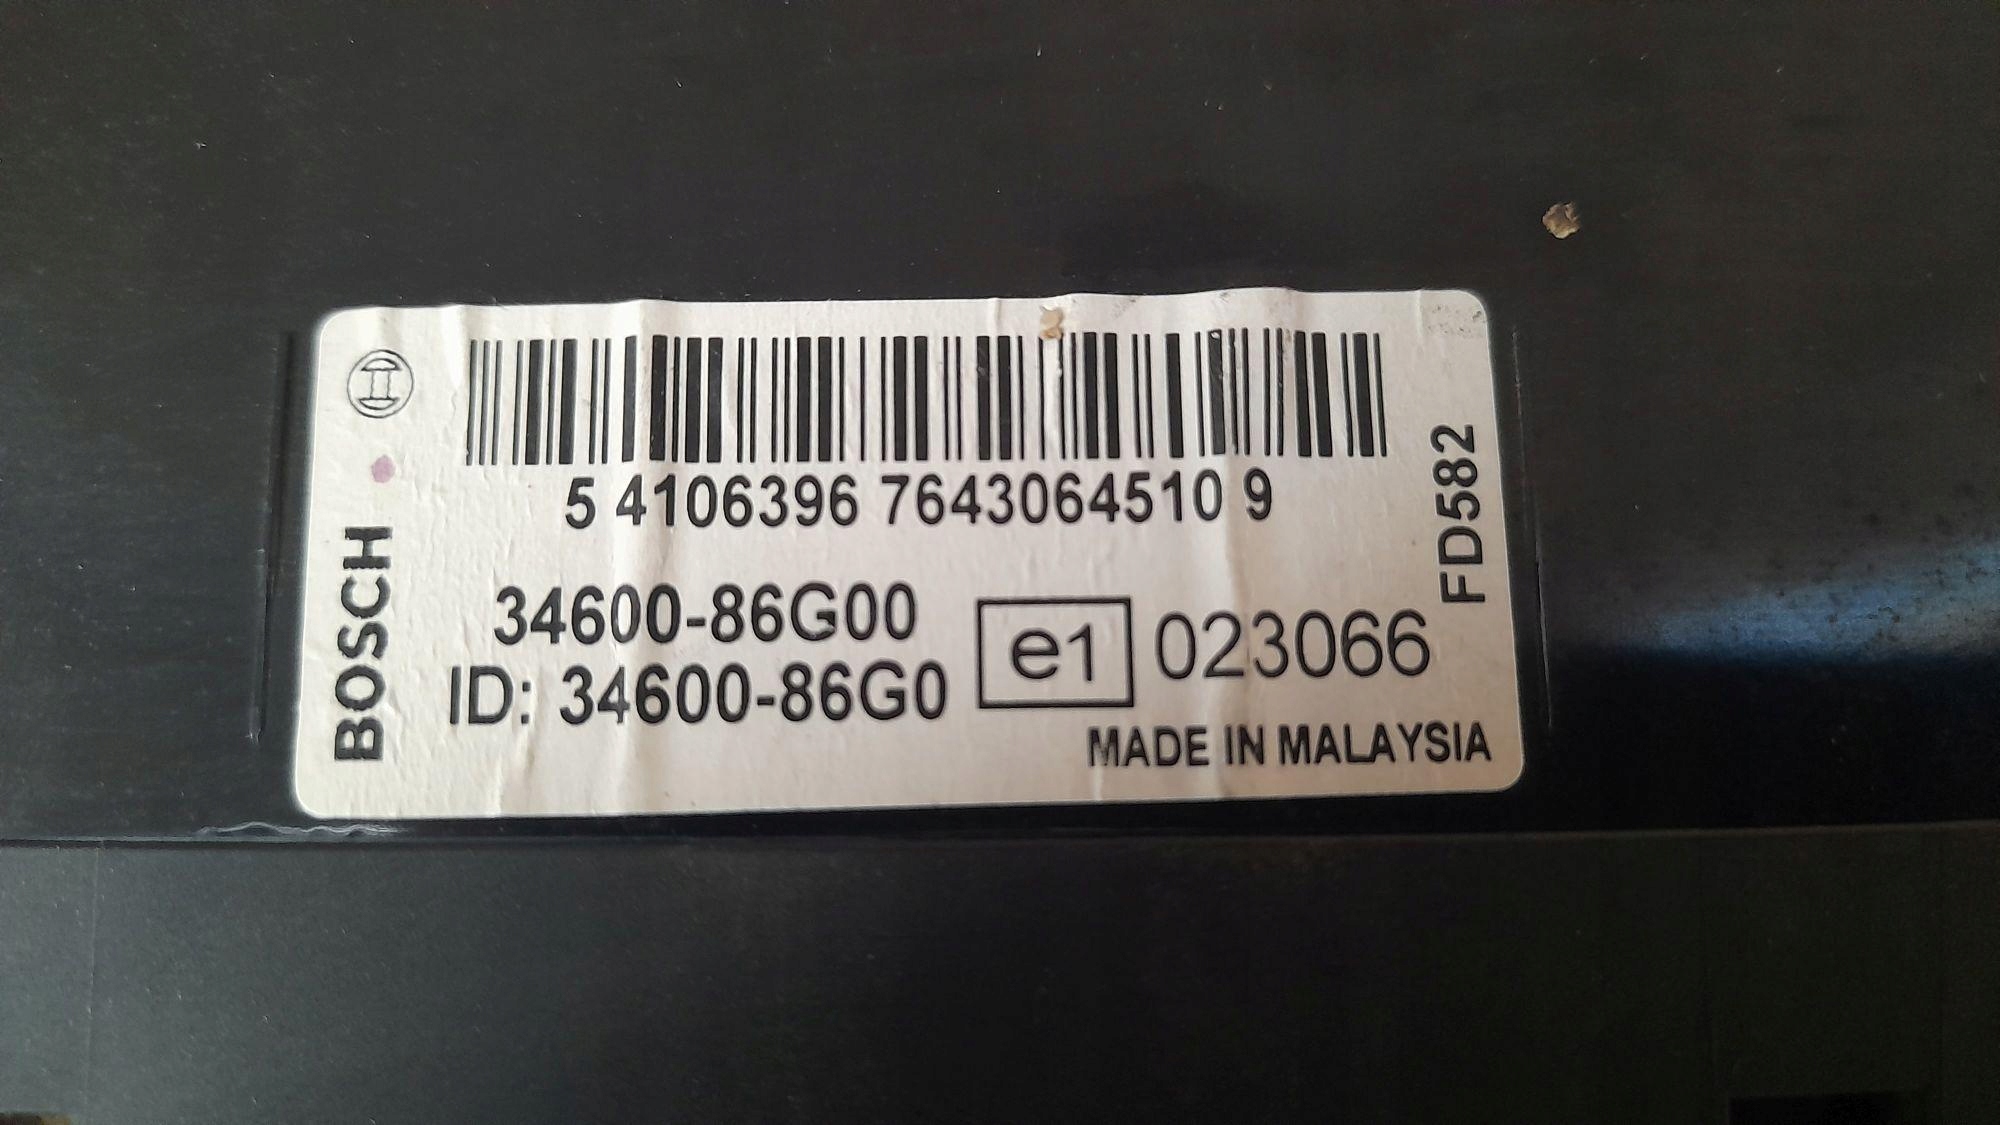 BOSCH
5 4106396 7643064510 9
FD582
34600-86G00
ID: 34600-86G0
e1 023066
MADE IN MALAYSIA